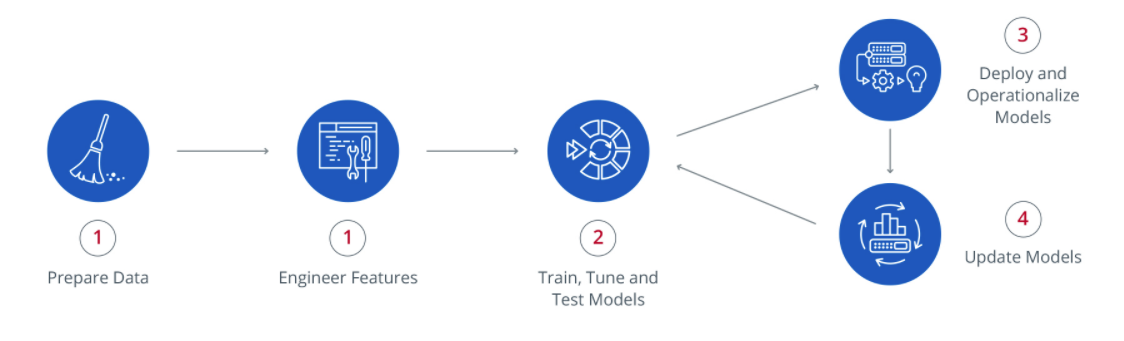 1
Prepare Data
1
Engineer Features
2
Train, Tune and
Test Models
3
Deploy and
Operationalize
Models
4
Update Models